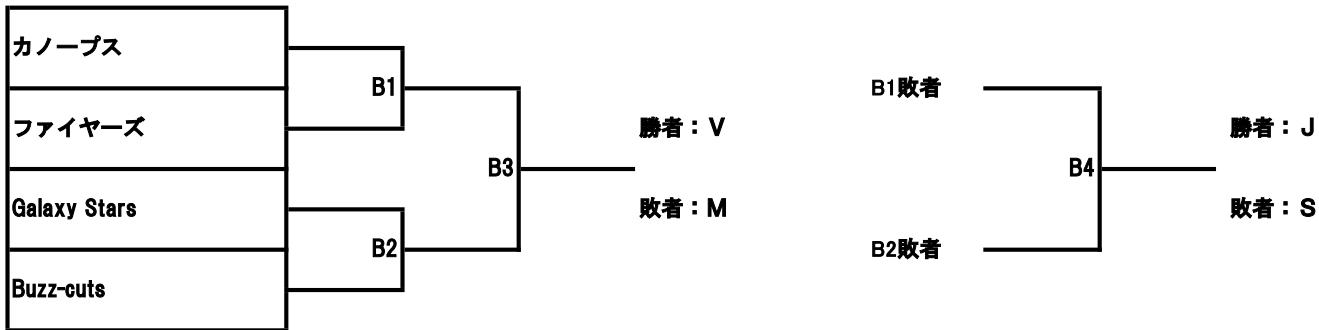 カノープス
B1
B1敗者
ファイヤーズ
勝者：V
勝者：J
B3
B4
Galaxy Stars
敗者：M
敗者：S
B2
B2敗者
Buzz-cuts